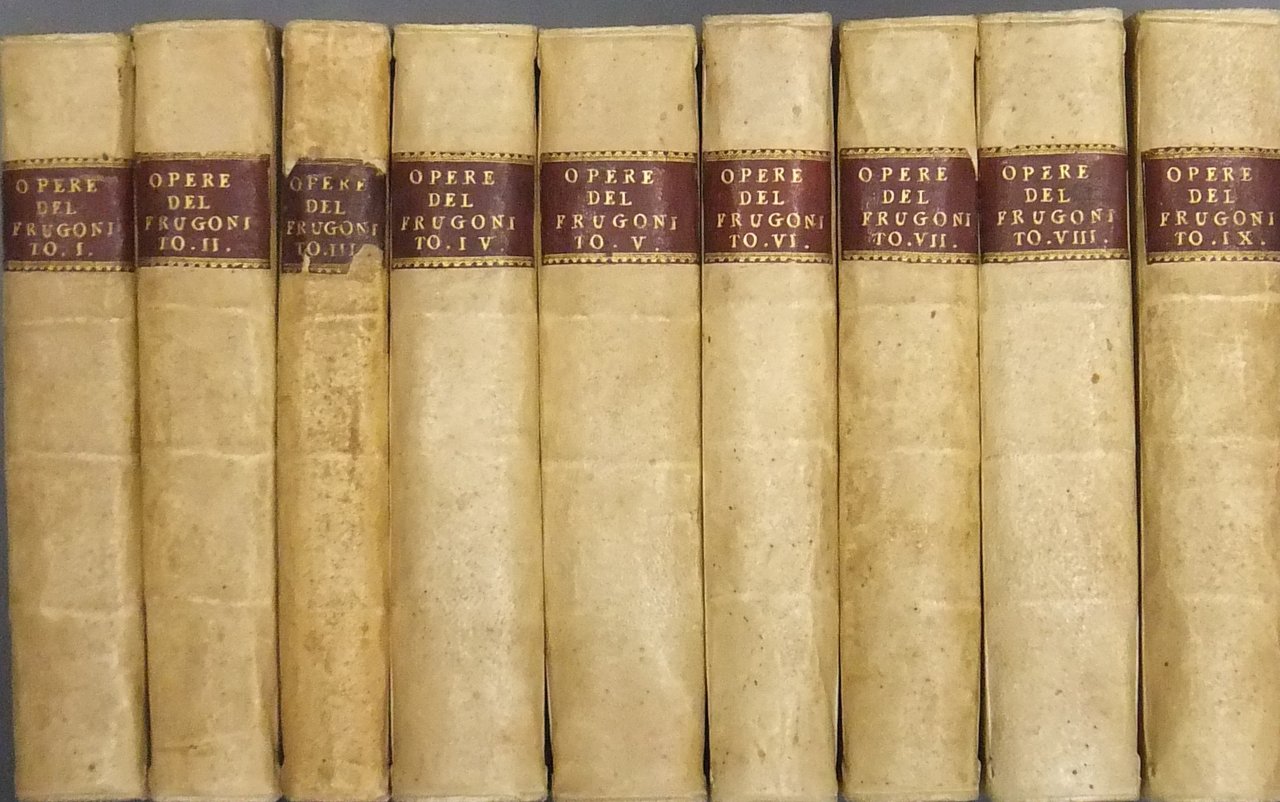 OPERE
DEL
FRUGONI
TO. I.
OPERE
DEL
FRUGONI
TO. II.
OPERE
DEL
FRUGONI
TO. III
OPERE
DEL
FRUGONI
TO. IV
OPERE
DEL
FRUGONI
TO. V.
OPERE
DEL
FRUGONI
TO. VI.
OPERE
DEL
FRUGONI
TO. VII.
OPERE
DEL
FRUGONI
TO. VIII.
OPERE
DEL
FRUGONI
TO. IX.